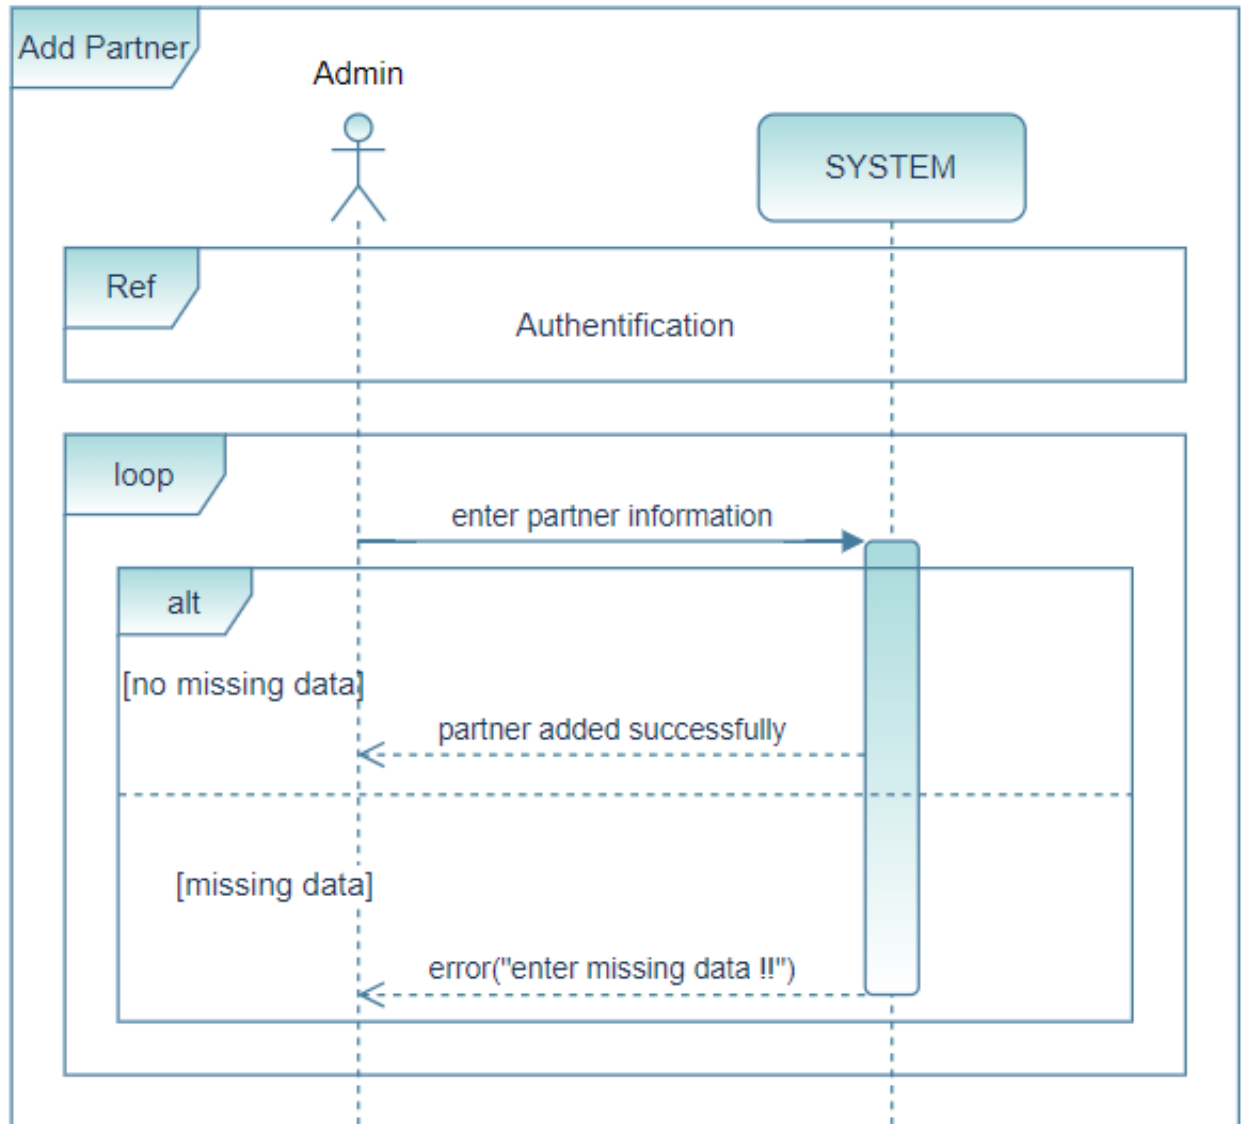 Add Partner
Admin
SYSTEM
Ref
Authentification
loop
enter partner information
alt
[no missing data]
partner added successfully
[missing data]
error("enter missing data !!")